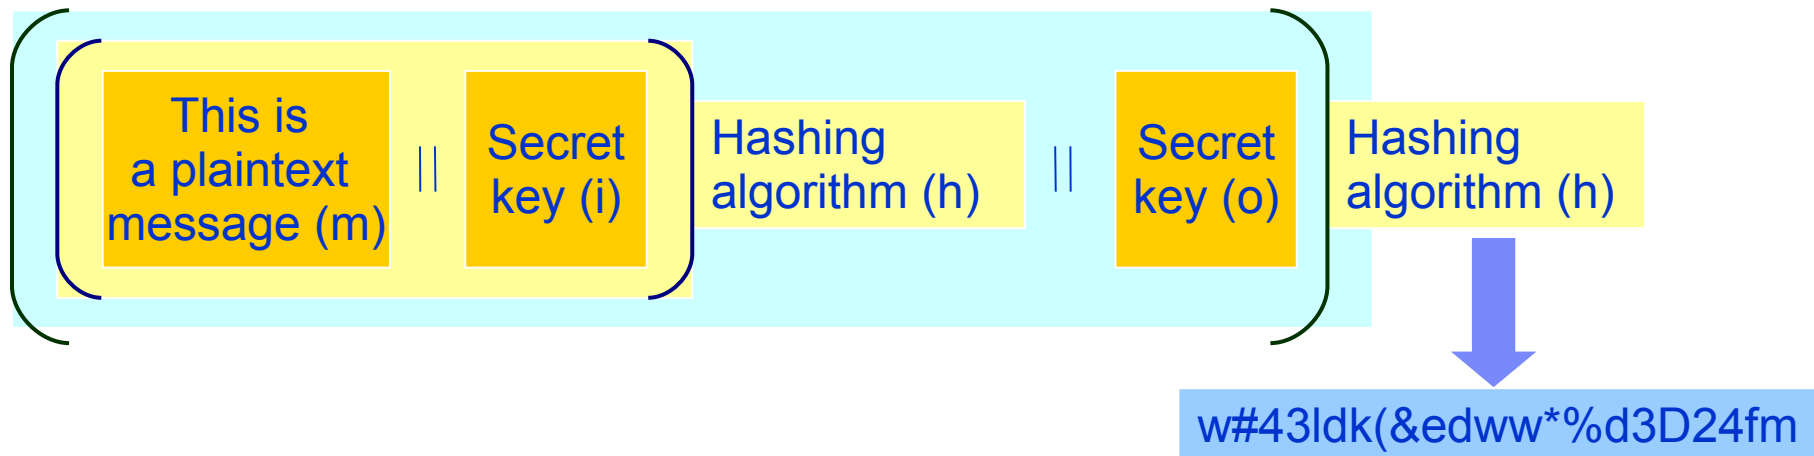 This is
a plaintext
message (m)
||
Secret
key (i)
Hashing
algorithm (h)
||
Secret
key (o)
Hashing
algorithm (h)
w#43ldk(&edww*%d3D24fm